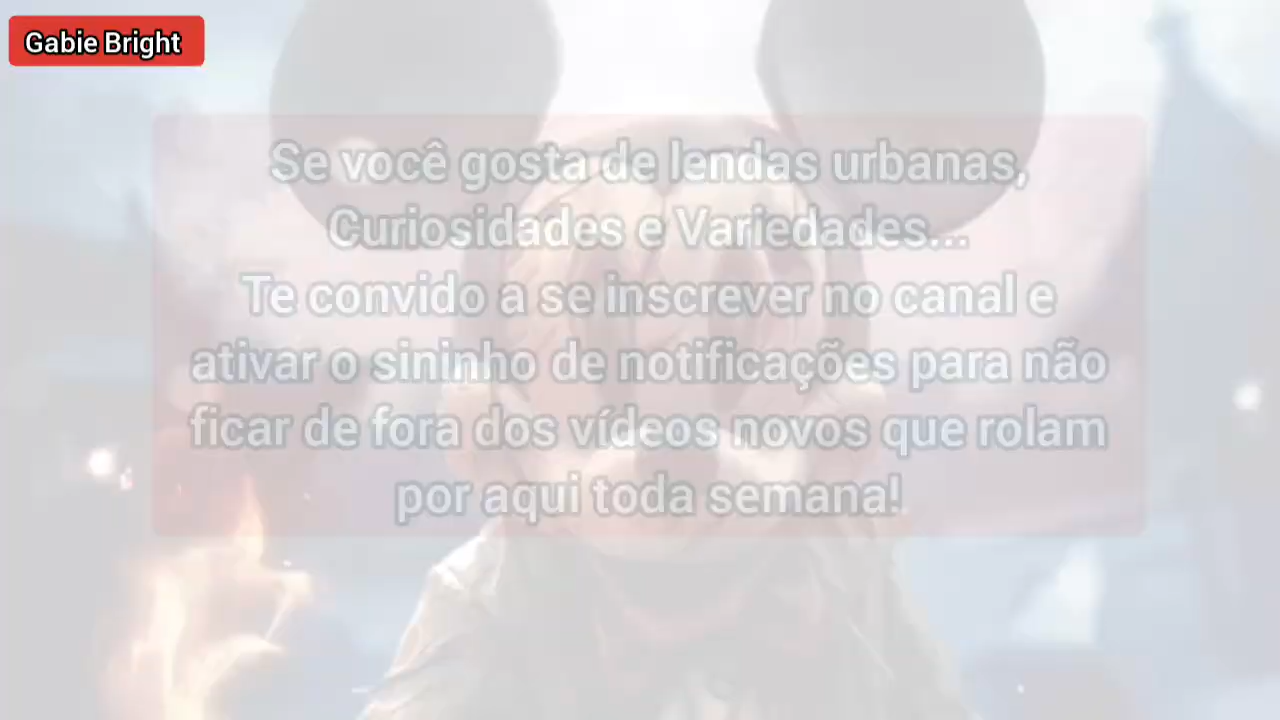 Gabie Bright
Se você gosta de lendas urbanas,
Curiosidades e Variedades...
Te convido a se inscrever no canal e
ativar o sininho de notificações para não
ficar de fora dos vídeos novos que rolam
por aqui toda semana!